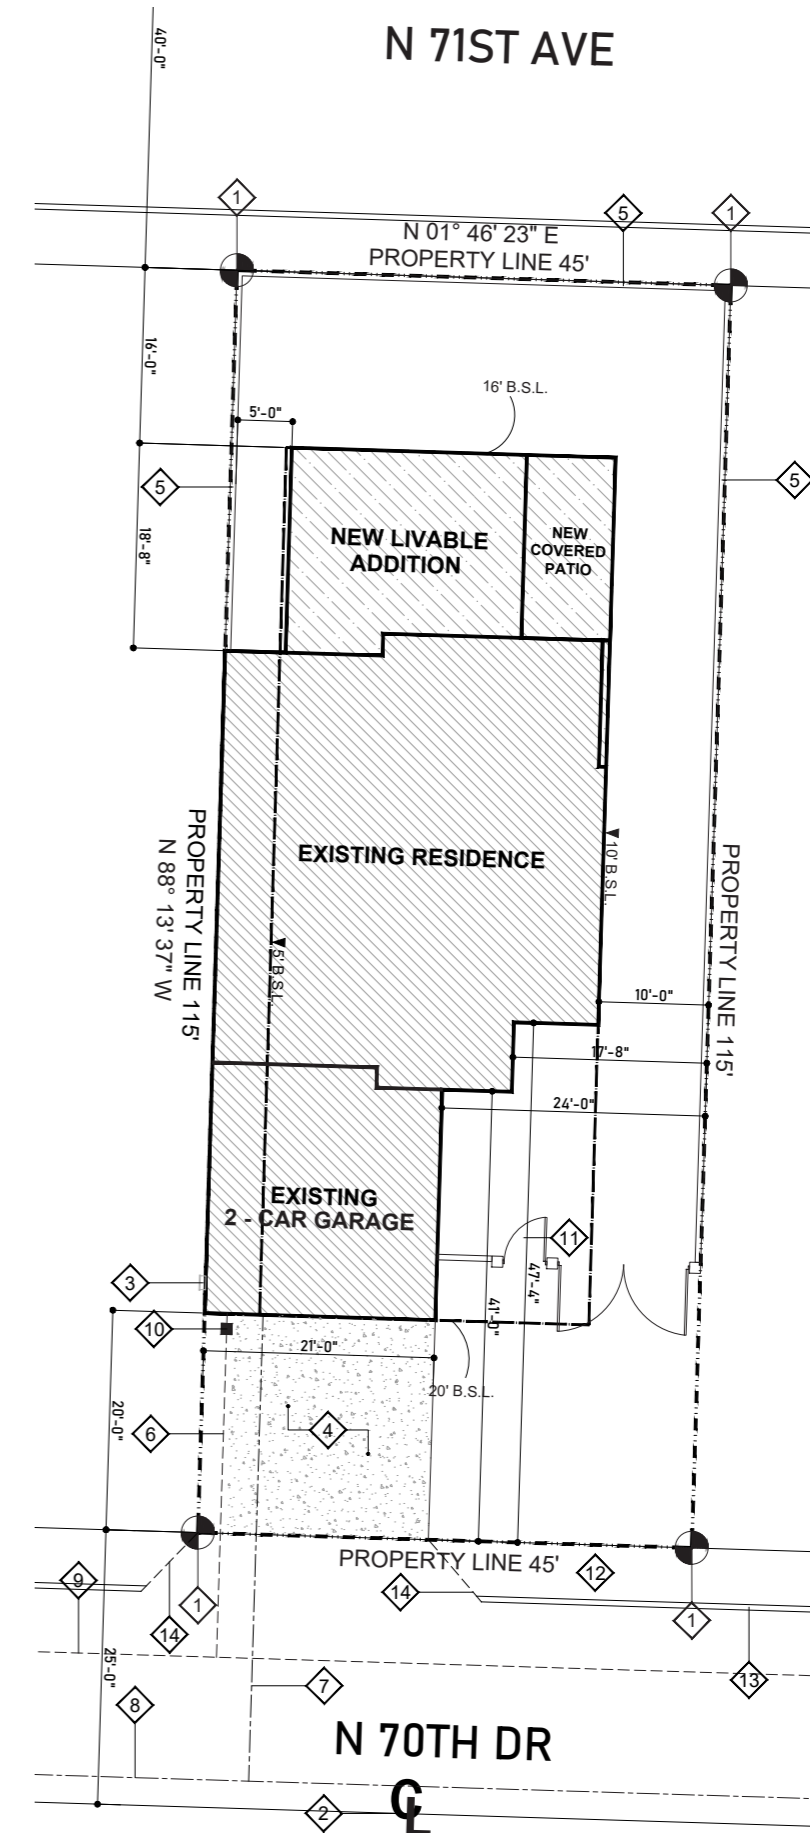 N 71ST AVE
40'-0"
1
5
1
N 01° 46' 23" E
PROPERTY LINE 45'
16'-0"
16' B.S.L.
5'-0"
5
5
18'-8"
NEW LIVABLE
ADDITION
NEW
COVERED
PATIO
EXISTING RESIDENCE
PROPERTY LINE 115'
N 88° 13' 37" W
10' B.S.L.
PROPERTY LINE 115'
5' B.S.L.
10'-0"
17'-8"
24'-0"
EXISTING
2 - CAR GARAGE
11
3
47'-4"
41'-0"
10
21'-0"
20' B.S.L.
20'-0"
6
4
PROPERTY LINE 45'
9
12
14
1
14
1
25'-0"
13
7
8
N 70TH DR
CL
2